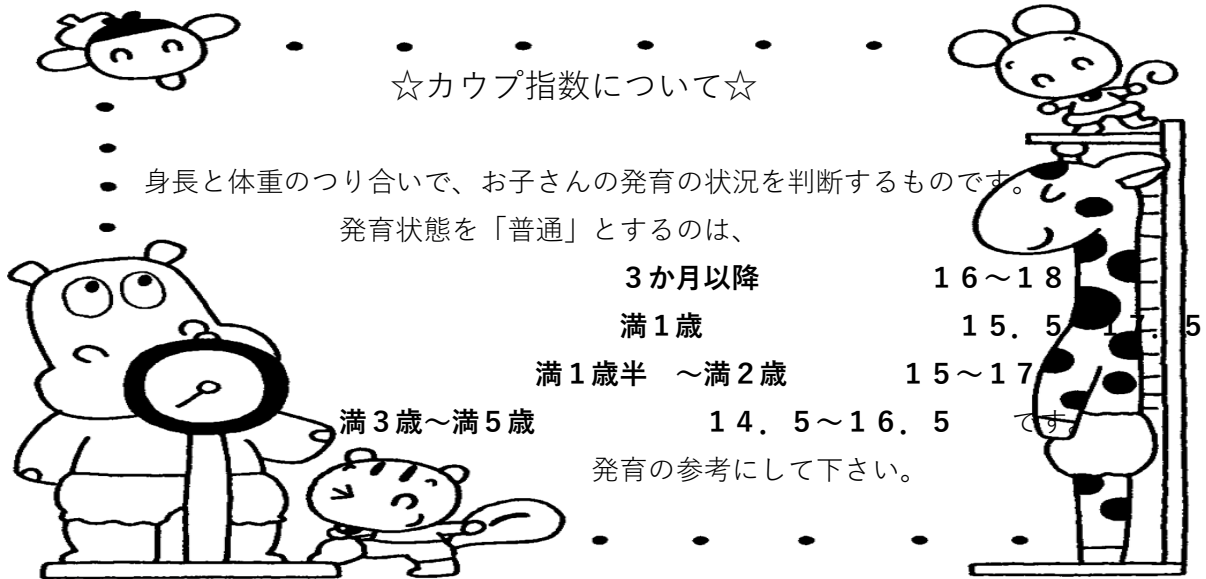 ☆カウプ指数について☆
身長と体重のつり合いで、お子さんの発育の状況を判断するものです。
発育状態を「普通」とするのは、
３か月以降　１６～１８
満１歳　１５．５　１７．５
満１歳半　～満２歳　１５～１７
満３歳～満５歳　１４．５～１６．５　です。
発育の参考にして下さい。